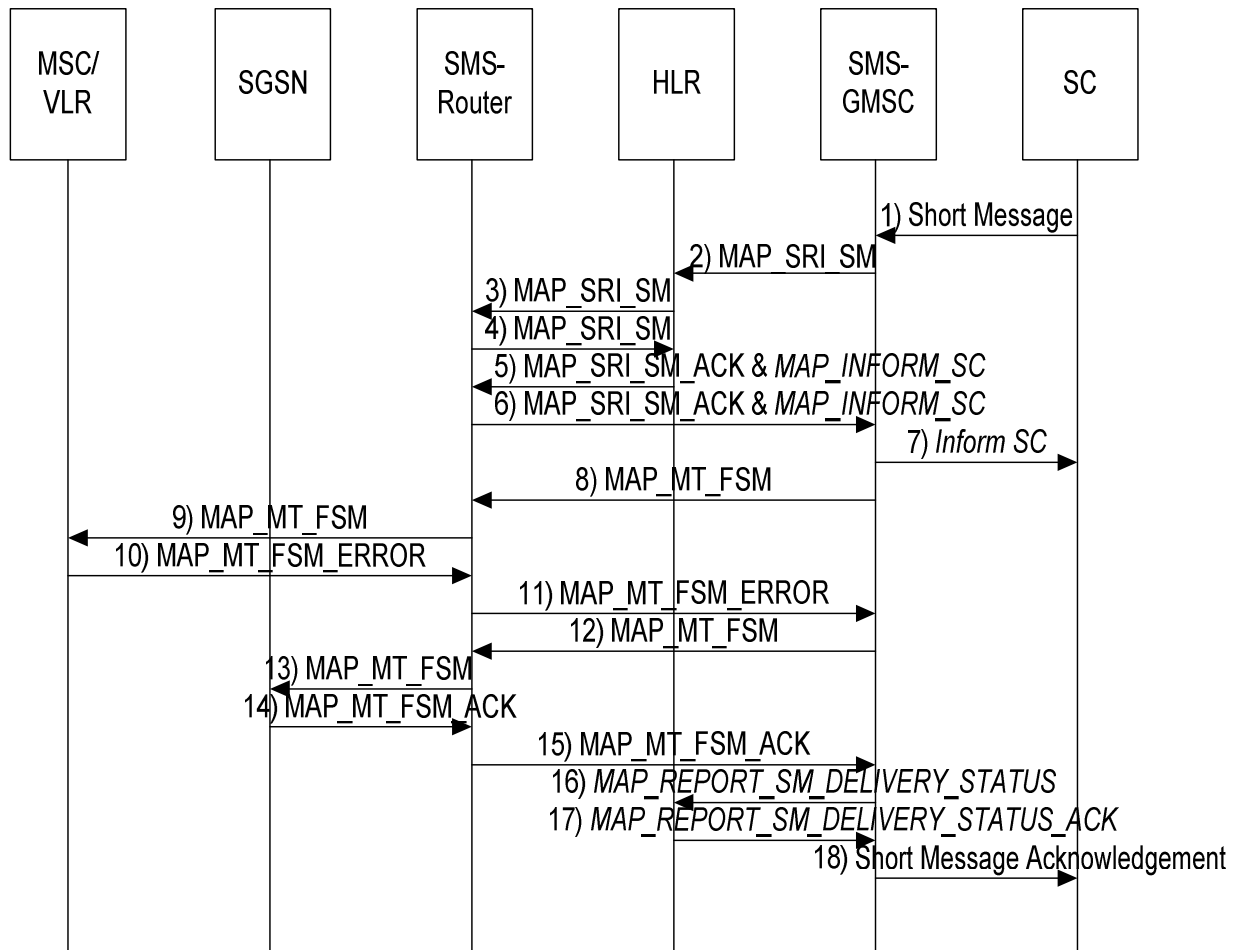 MSC/
VLR
SGSN
SMS-
Router
HLR
SMS-
GMSC
SC
1) Short Message
2) MAP_SRI_SM
3) MAP_SRI_SM
4) MAP_SRI_SM
5) MAP_SRI_SM_ACK & MAP_INFORM_SC
6) MAP_SRI_SM_ACK & MAP_INFORM_SC
7) Inform SC
8) MAP_MT_FSM
9) MAP_MT_FSM
10) MAP_MT_FSM_ERROR
11) MAP_MT_FSM_ERROR
12) MAP_MT_FSM
13) MAP_MT_FSM
14) MAP_MT_FSM_ACK
15) MAP_MT_FSM_ACK
16) MAP_REPORT_SM_DELIVERY_STATUS
17) MAP_REPORT_SM_DELIVERY_STATUS_ACK
18) Short Message Acknowledgement